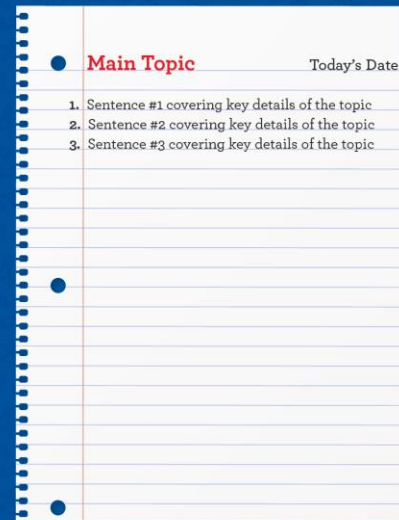 Main Topic Today's Date
1. Sentence #1 covering key details of the topic
2. Sentence #2 covering key details of the topic
3. Sentence #3 covering key details of the topic